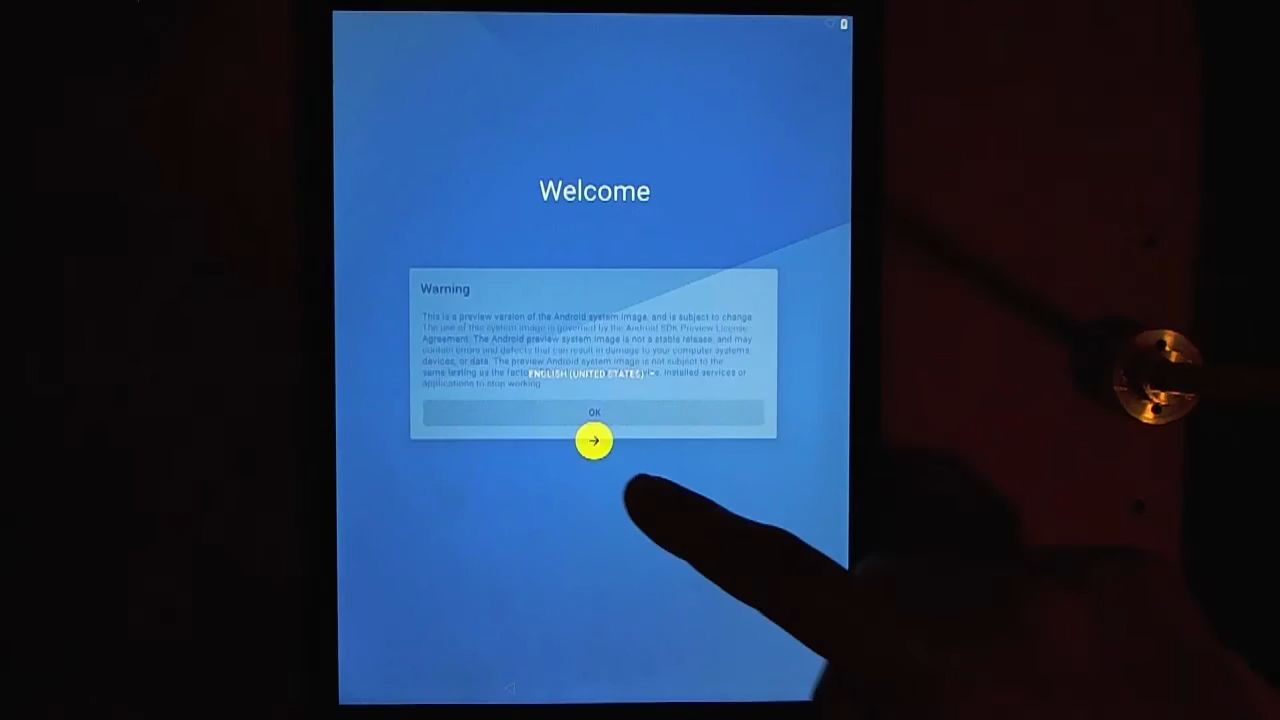 Welcome
Warning
This is a preview version of the Android system image, and is subject to change.
The use of this system image is governed by the Android SDK Preview License
Agreement. The Android preview system image is not a stable release, and may
contain errors and defects that can result in damage to your computer systems,
devices, or data. The preview Android system image is not subject to the
same testing as the
ENGLISH (UNITED STATES)
installed services or
applications to stop working.
OK